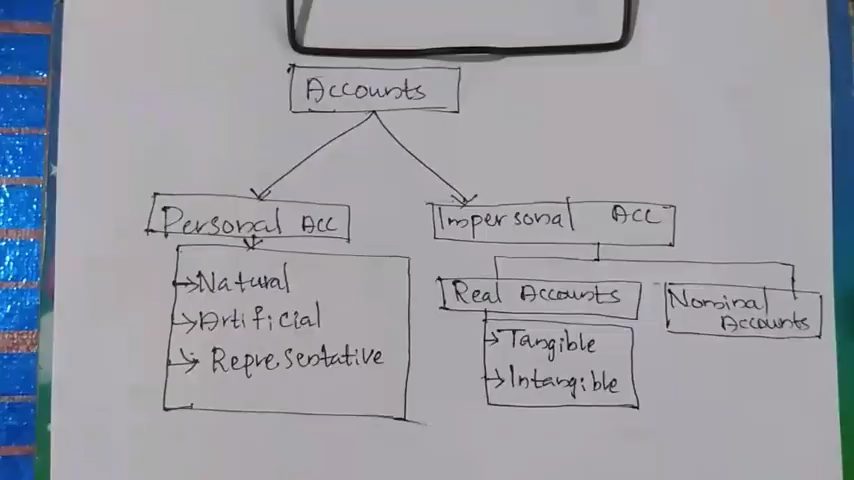 Accounts
Personal ACC
Natural
Artificial
Representative
Impersonal ACC
Real Accounts
Tangible
Intangible
Nominal
Accounts